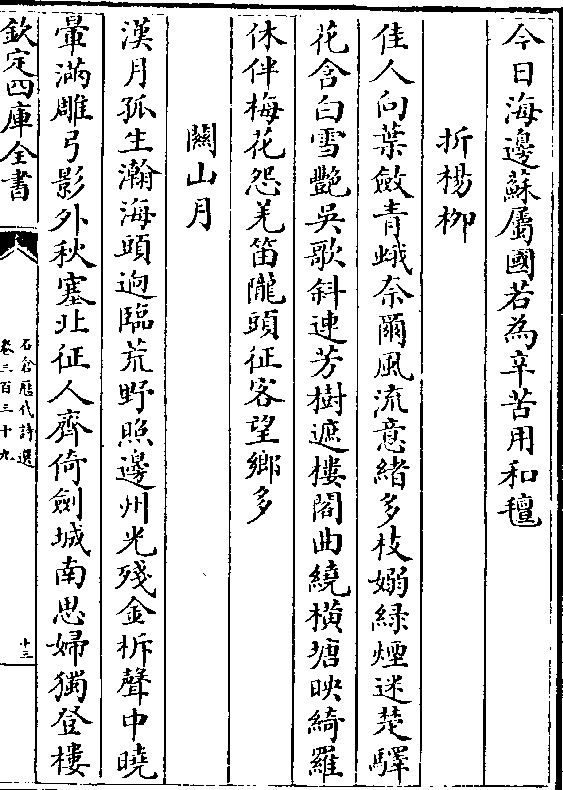 今日海邊蘇屬國若為辛苦用和氊
折楊柳
佳人向葉斂青蛾奈爾風流意緒多枝嫋綠煙迷楚驛
花含白雪艷吳歌斜連芳樹遮樓閣曲繞横塘映綺羅
休伴梅花怨羌笛隴頭征客望鄉多
關山月
漢月孤生瀚海頭逈臨荒野照邊州光殘金柝聲中曉
暈滿雕弓影外秋塞北征人齊倚劍城南思婦獨登樓
欽定四庫全書
石倉歴代詩選
卷三百三十九
十三